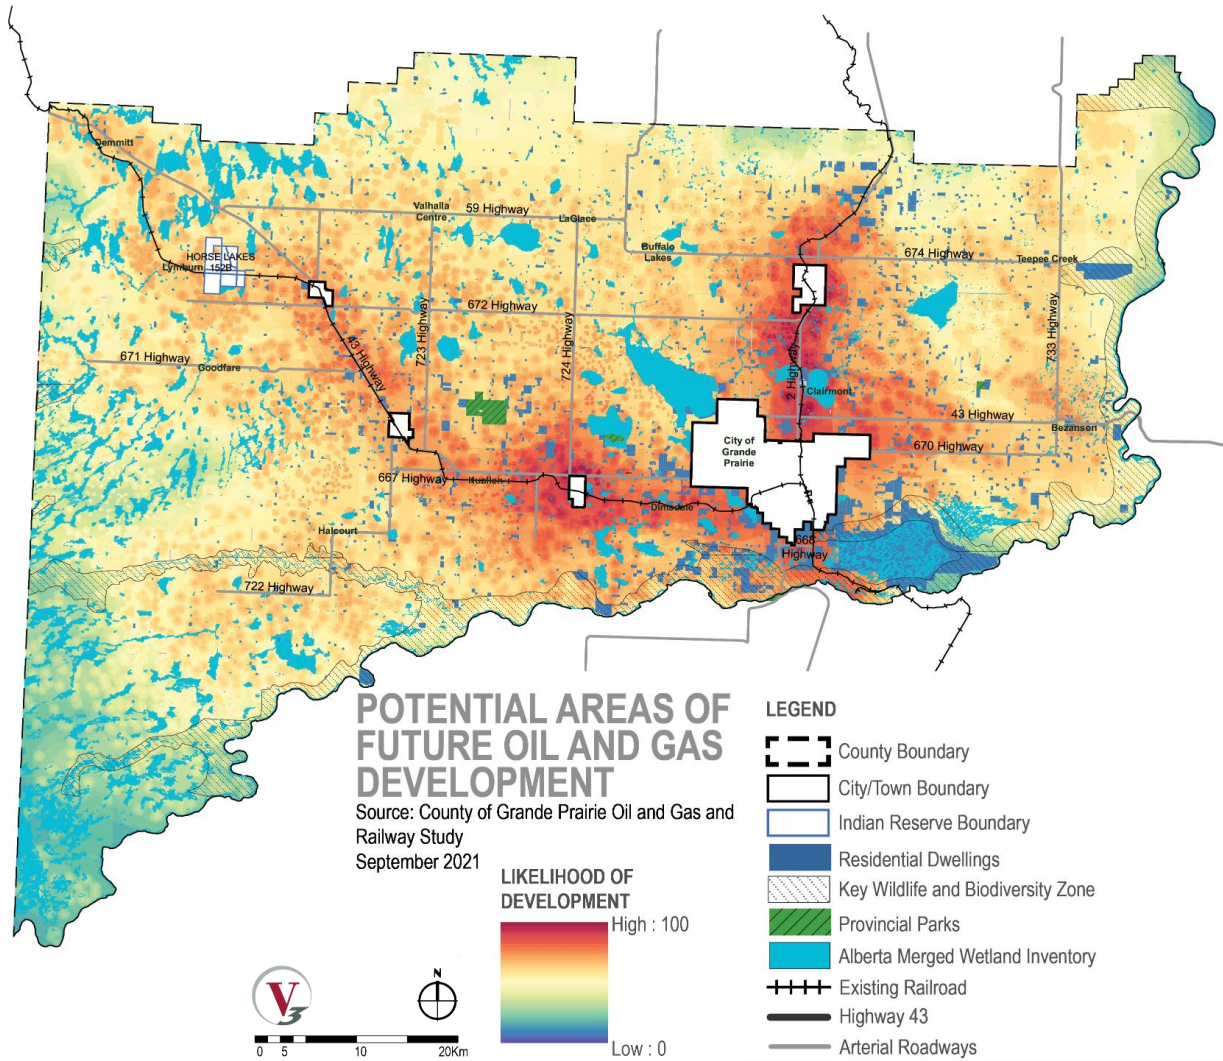 Demmitt
Valhalla
Centre
59 Highway
LaGlace
Buffalo
Lakes
674 Highway
Teepee Creek
HORSE LAKES
Lymburn 152B
672 Highway
723 Highway
724 Highway
733 Highway
671 Highway
Goodfare
43 Highway
2 Highway
Clairmont
43 Highway
Bezanson
670 Highway
City of
Grande
Prairie
667 Highway
Huallen
Dimsdale
Halcourt
668
Highway
722 Highway
POTENTIAL AREAS OF
FUTURE OIL AND GAS
DEVELOPMENT
Source: County of Grande Prairie Oil and Gas and
Railway Study
September 2021
LIKELIHOOD OF
DEVELOPMENT
High : 100
Low : 0
LEGEND
County Boundary
City/Town Boundary
Indian Reserve Boundary
Residential Dwellings
Key Wildlife and Biodiversity Zone
Provincial Parks
Alberta Merged Wetland Inventory
Existing Railroad
Highway 43
Arterial Roadways
V3
N
0 5 10 20Km